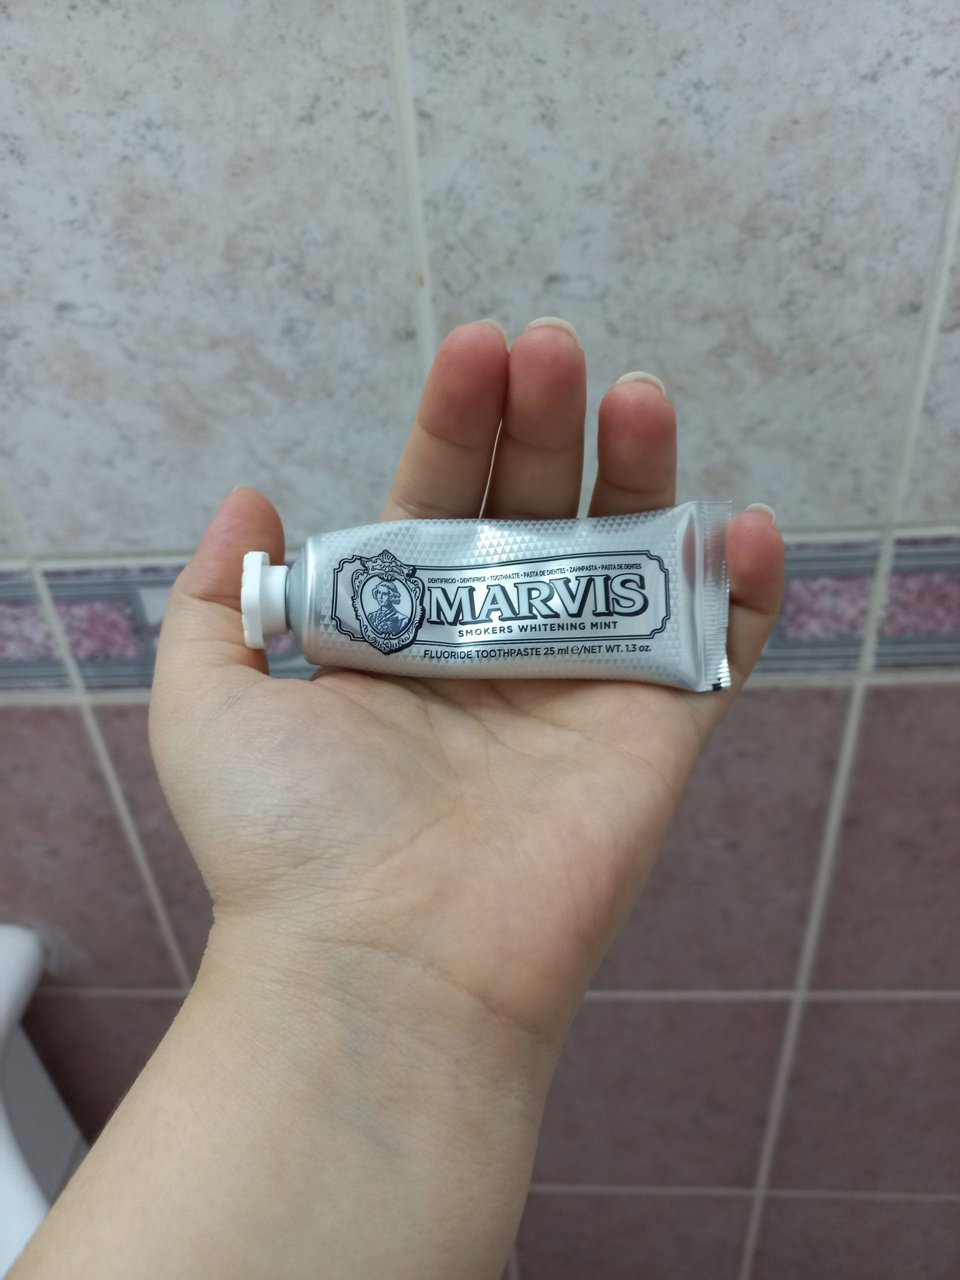 DENTIFRICIO • DENTIFRICE • TOOTHPASTE • PASTA DE DIENTES • ZAHNPASTA • PASTA DE DENTES
MARVIS
SMOKERS WHITENING MINT
FLUORIDE TOOTHPASTE 25 ml ℮/NET WT. 1.3 oz.